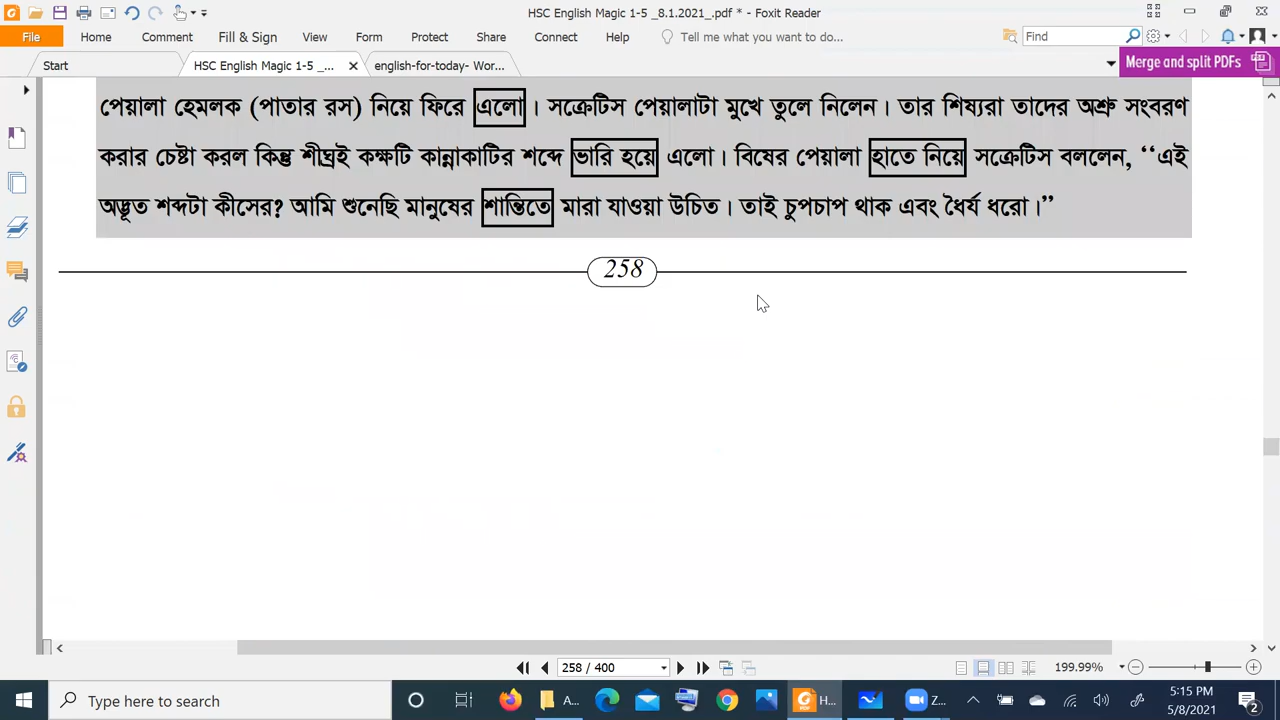 HSC English Magic 1-5 _8.1.2021_.pdf * - Foxit Reader
File Home Comment Fill & Sign View Form Protect Share Connect Help Tell me what you want to do... Find
Start HSC English Magic 1-5 _... english-for-today- Wor... Merge and split PDFs
পেয়ালা হেমলক (পাতার রস) নিয়ে ফিরে এলো। সক্রেটিস পেয়ালাটা মুখে তুলে নিলেন। তার শিষ্যরা তাদের অশ্রু সংবরণ
করার চেষ্টা করল কিন্তু শীঘ্রই কক্ষটি কান্নাকাটির শব্দে ভারি হয়ে এলো। বিষের পেয়ালা হাতে নিয়ে সক্রেটিস বললেন, ‘‘এই
অদ্ভূত শব্দটা কীসের? আমি শুনেছি মানুষের শান্তিতে মারা যাওয়া উচিত। তাই চুপচাপ থাক এবং ধৈর্য ধরো।”
258
258 / 400 199.99%
Type here to search A... H... Z... 5:15 PM
5/8/2021 2